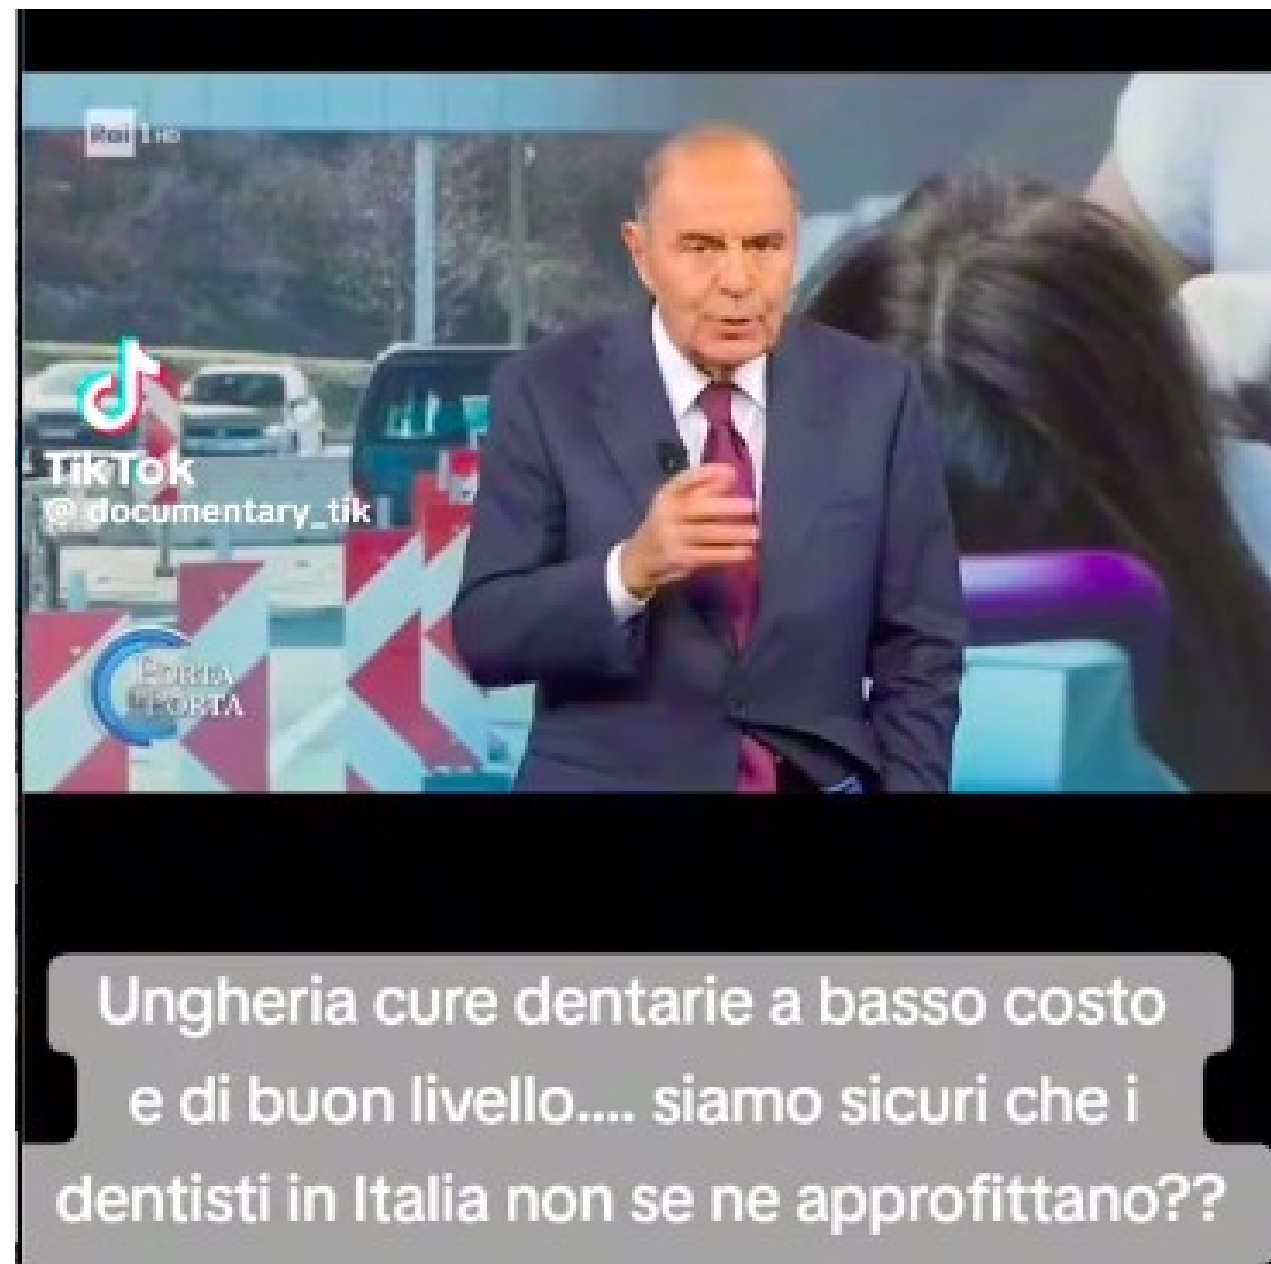 Rai 1 HD
TikTok
@ documentary_tik
PORTA
a PORTA
Ungheria cure dentarie a basso costo
e di buon livello.... siamo sicuri che i
dentisti in Italia non se ne approfittano??